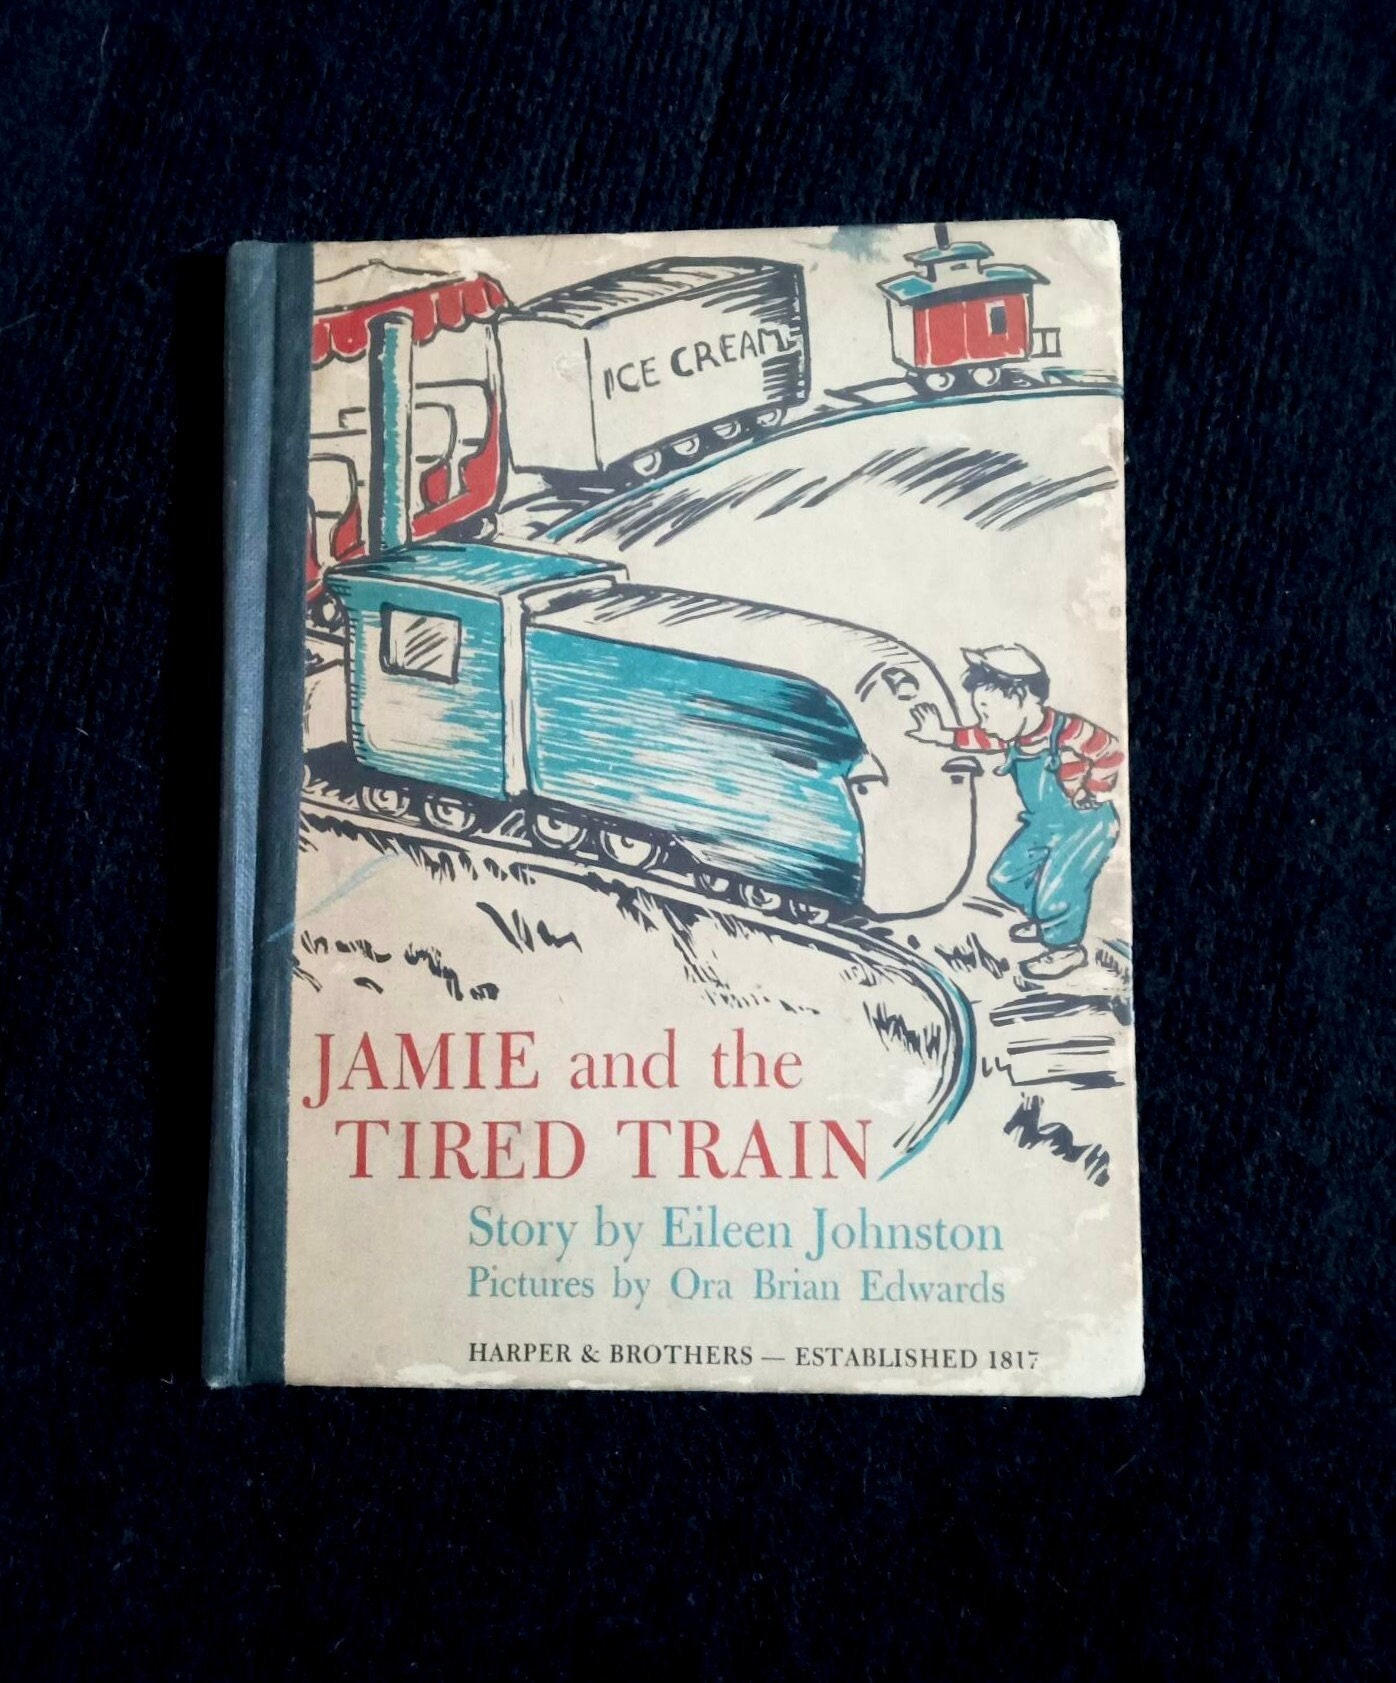 ICE CREAM
JAMIE and the
TIRED TRAIN
Story by Eileen Johnston
Pictures by Ora Brian Edwards
HARPER & BROTHERS — ESTABLISHED 1817